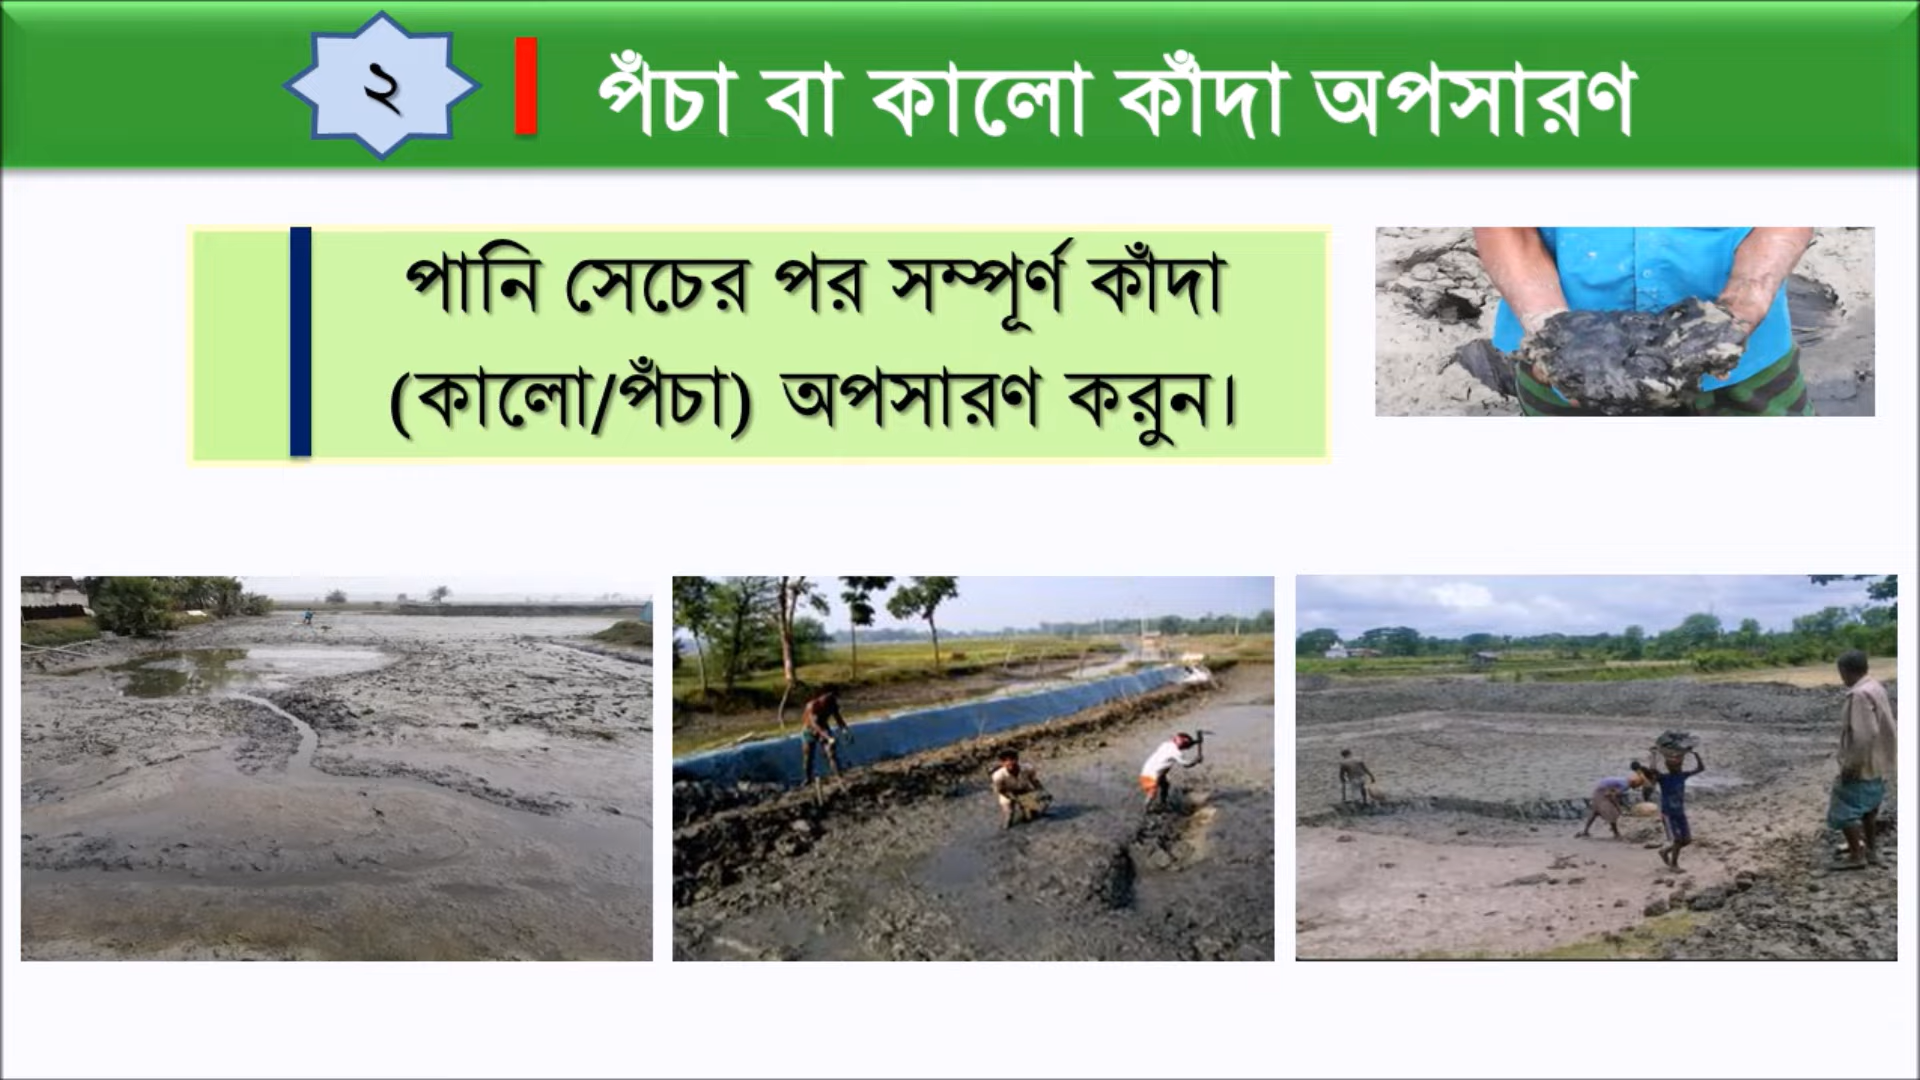 ২
পঁচা বা কালো কাঁদা অপসারণ
পানি সেচের পর সম্পূর্ণ কাঁদা
(কালো/পঁচা) অপসারণ করুন।